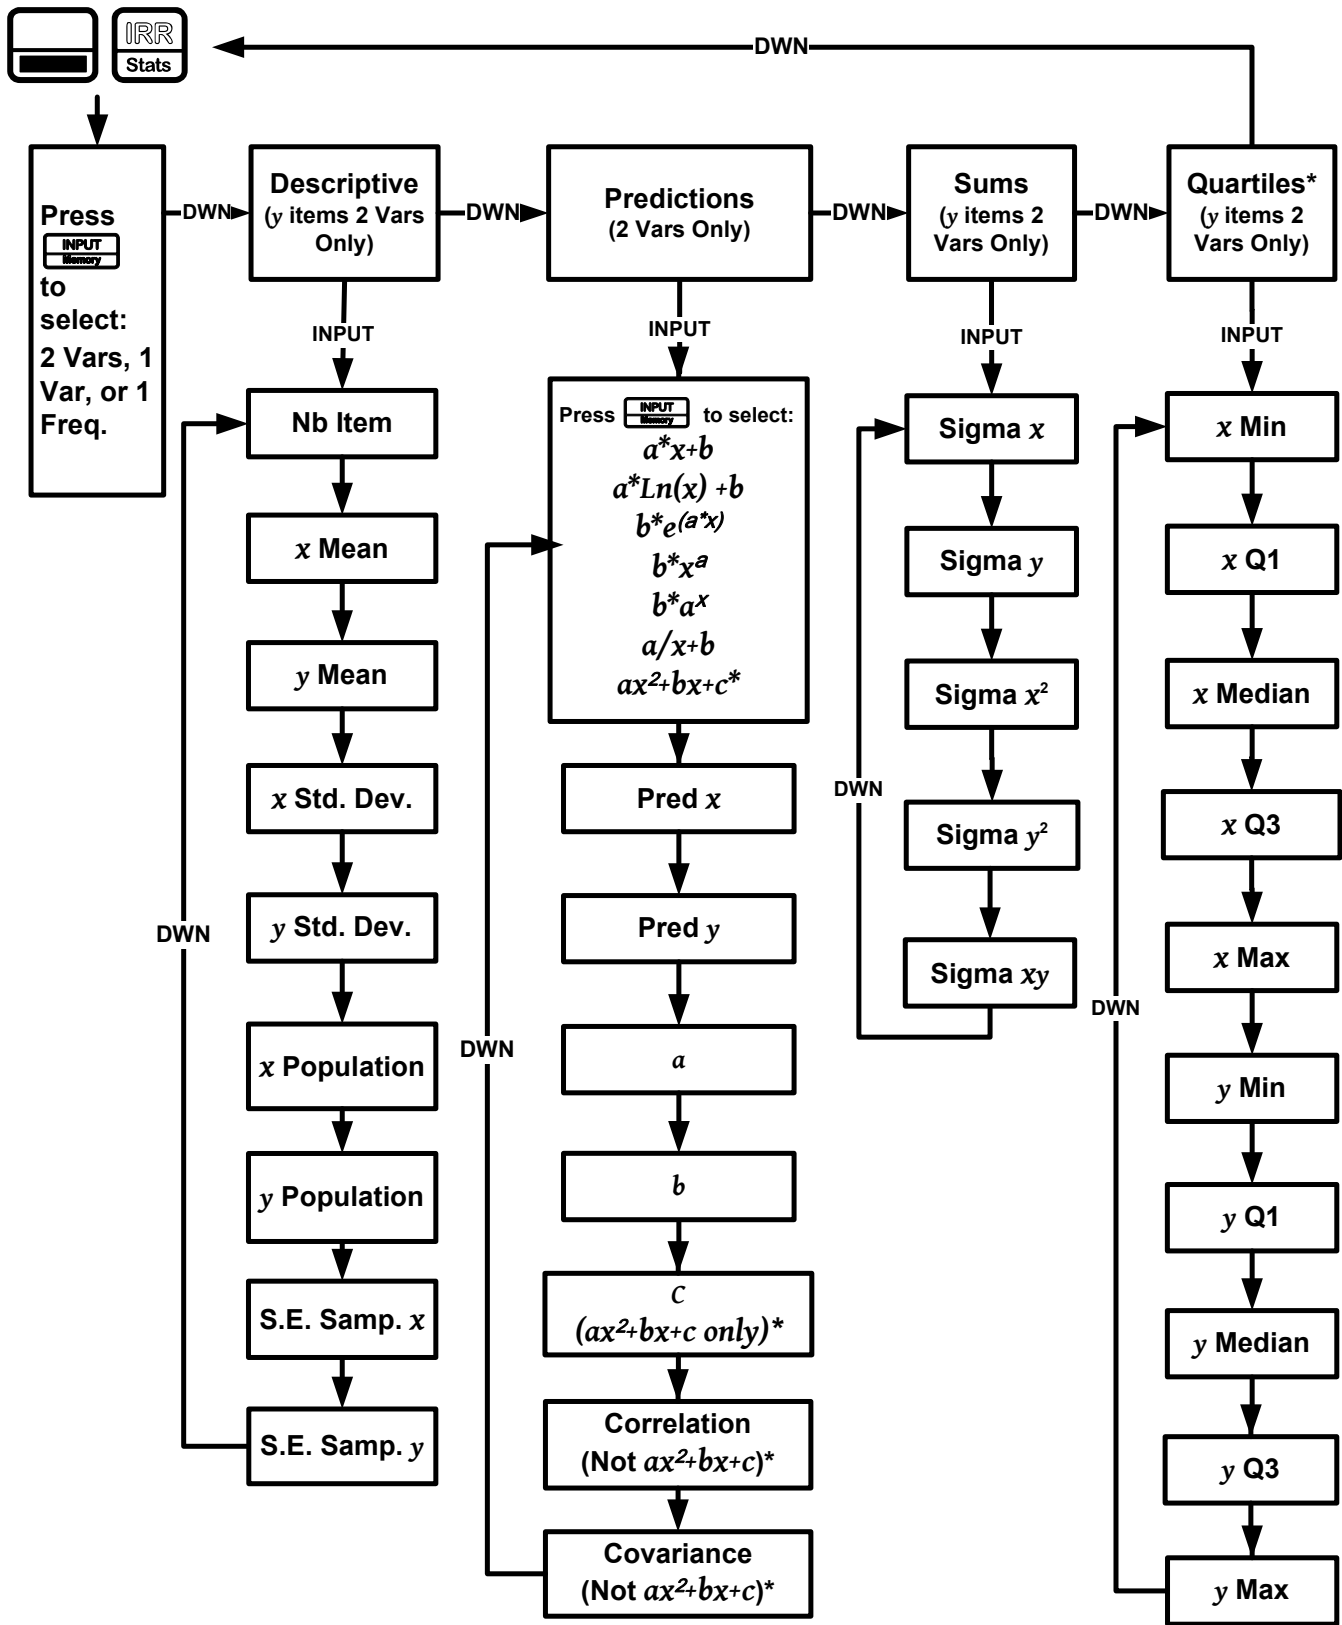 IRR
Stats
DWN
Press
INPUT
Memory
to
select:
2 Vars, 1
Var, or 1
Freq.
DWN
Descriptive
(y items 2 Vars
Only)
DWN
Predictions
(2 Vars Only)
DWN
Sums
(y items 2
Vars Only)
DWN
Quartiles*
(y items 2
Vars Only)
INPUT
Nb Item
x Mean
y Mean
x Std. Dev.
y Std. Dev.
x Population
y Population
S.E. Samp. x
S.E. Samp. y
DWN
INPUT
Press INPUT Memory to select:
a*x+b
a*Ln(x) +b
b*e(a*x)
b*xa
b*ax
a/x+b
ax²+bx+c*
Pred x
Pred y
a
b
C
(ax²+bx+c only)*
Correlation
(Not ax²+bx+c)*
Covariance
(Not ax²+bx+c)*
DWN
INPUT
Sigma x
Sigma y
Sigma x²
Sigma y²
Sigma xy
DWN
INPUT
x Min
x Q1
x Median
x Q3
x Max
y Min
y Q1
y Median
y Q3
y Max
DWN